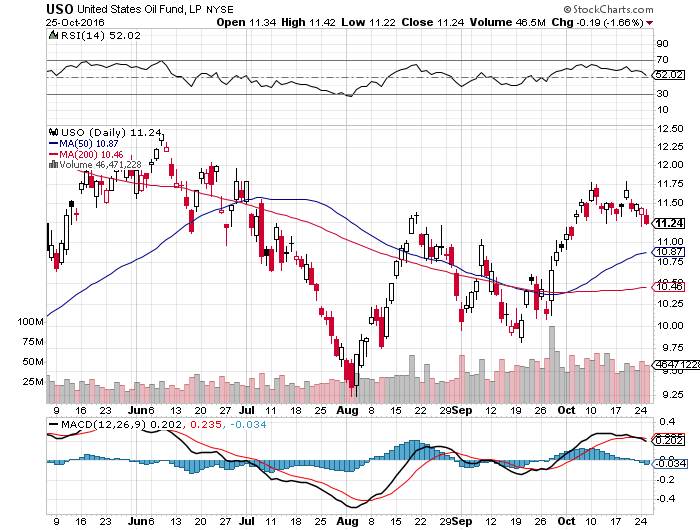 USO United States Oil Fund, LP NYSE © StockCharts.com
25-Oct-2016 Open 11.34 High 11.42 Low 11.22 Close 11.24 Volume 46.5M Chg -0.19 (-1.66%)
RSI(14) 52.02
90
70
52.02
30
10
USO (Daily) 11.24
MA(50) 10.87
MA(200) 10.46
Volume 46,471,228
12.50
12.25
12.00
11.75
11.50
11.24
11.00
10.87
10.75
10.46
10.25
10.00
9.75
9.50
9.25
46471228
100M
75M
50M
25M
9 16 23 Jun 6 13 20 27 Jul 11 18 25 Aug 8 15 22 Sep 12 19 26 Oct 10 17 24
MACD(12,26,9) 0.202, 0.235, -0.034
0.4
0.202
-0.034
-0.2
-0.4
9 16 23 Jun 6 13 20 27 Jul 11 18 25 Aug 8 15 22 Sep 12 19 26 Oct 10 17 24